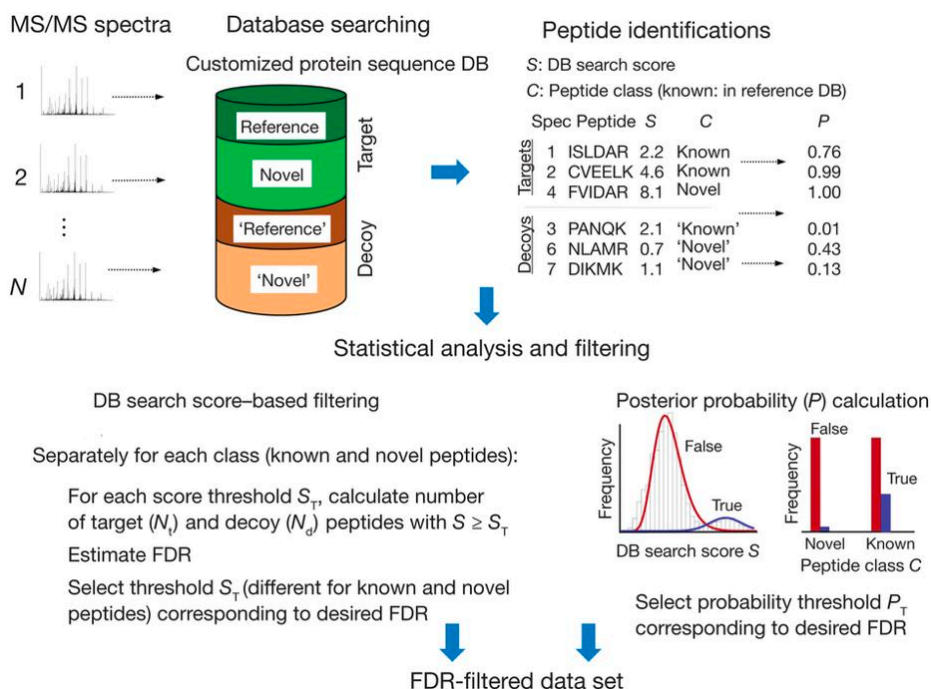 MS/MS spectra
1
2
⋮
N
Database searching
Customized protein sequence DB
Reference
Novel
Target
'Reference'
'Novel'
Decoy
Peptide identifications
S: DB search score
C: Peptide class (known: in reference DB)
Spec Peptide S C P
Targets
1 ISLDAR 2.2 Known 0.76
2 CVEELK 4.6 Known 0.99
4 FVIDAR 8.1 Novel 1.00
Decoys
3 PANQK 2.1 'Known' 0.01
6 NLAMR 0.7 'Novel' 0.43
7 DIKMK 1.1 'Novel' 0.13
Statistical analysis and filtering
DB search score–based filtering
Separately for each class (known and novel peptides):
For each score threshold S_T, calculate number
of target (N_t) and decoy (N_d) peptides with S ≥ S_T
Estimate FDR
Select threshold S_T (different for known and novel
peptides) corresponding to desired FDR
Posterior probability (P) calculation
Frequency
False
True
DB search score S
Frequency
False
True
Novel Known
Peptide class C
Select probability threshold P_T
corresponding to desired FDR
FDR-filtered data set